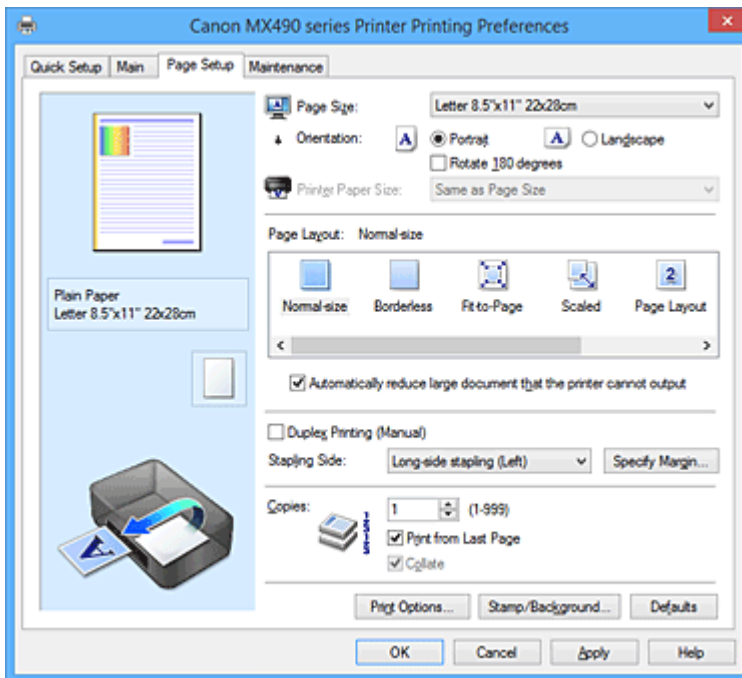 Canon MX490 series Printer Printing Preferences
Quick Setup Main Page Setup Maintenance
Page Size: Letter 8.5"x11" 22x28cm
Orientation: A Portrait A Landscape
Rotate 180 degrees
Printer Paper Size: Same as Page Size
Page Layout: Normal-size
Normal-size Borderless Fit-to-Page Scaled Page Layout
Automatically reduce large document that the printer cannot output
Plain Paper
Letter 8.5"x11" 22x28cm
Duplex Printing (Manual)
Stapling Side: Long-side stapling (Left) Specify Margin...
Copies: 1 (1-999)
Print from Last Page
Collate
Print Options... Stamp/Background... Defaults
OK Cancel Apply Help